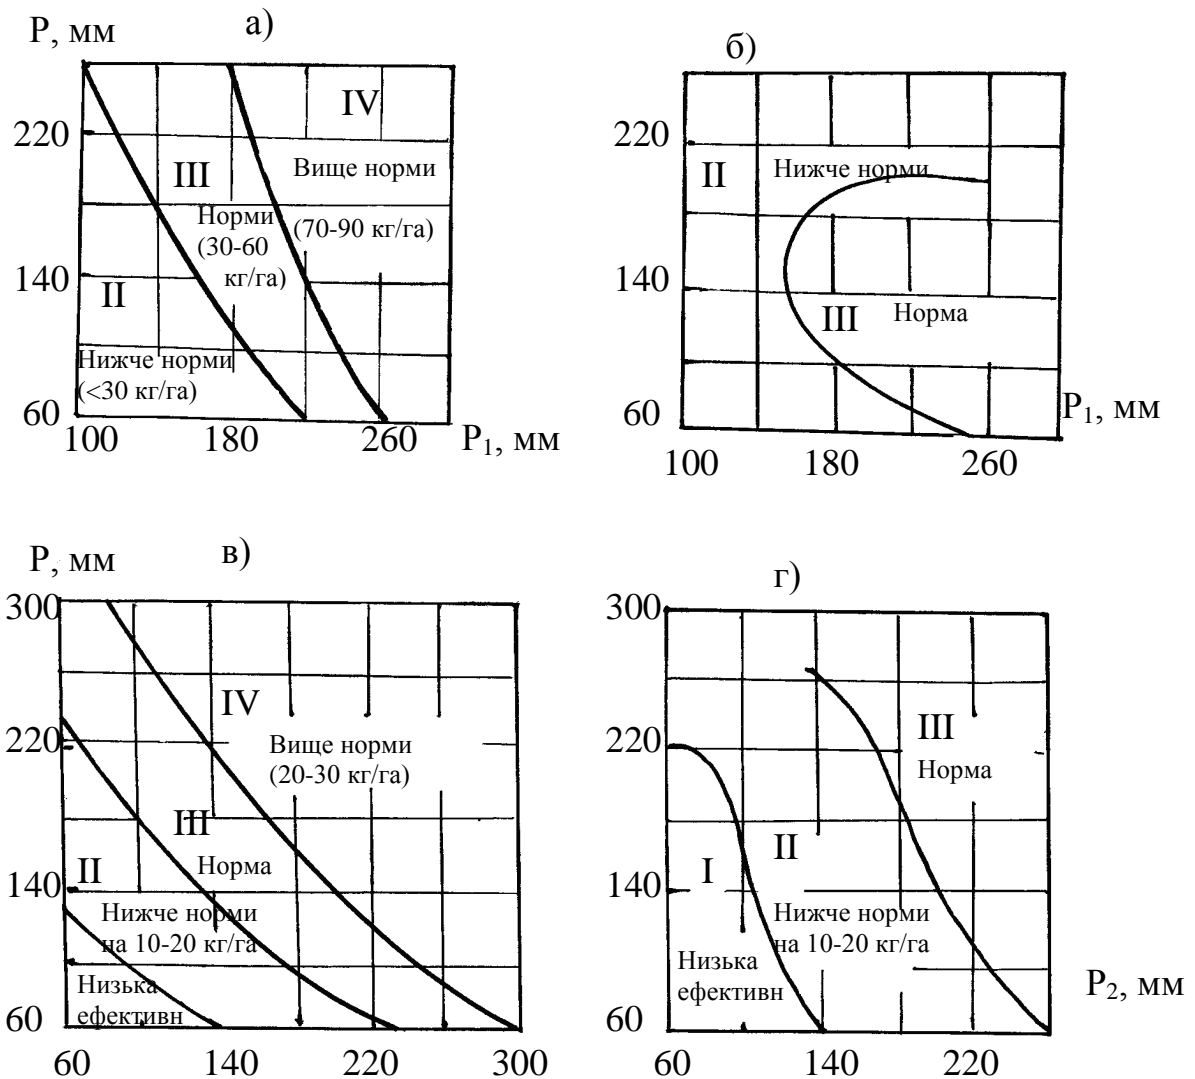 Р, мм
а)
IV
220
III
Вище норми
Норми
(30-60
кг/га)
(70-90 кг/га)
140
II
Нижче норми
(<30 кг/га)
60
100
180
260
Р₁, мм
б)
220
II
Нижче норми
140
III
Норма
60
Р₁, мм
100
180
260
Р, мм
в)
300
IV
220
Вище норми
(20-30 кг/га)
III
Норма
II
140
Нижче норми
на 10-20 кг/га
Низька
ефективн
60
60
140
220
300
г)
300
III
220
Норма
II
I
140
Нижче норми
на 10-20 кг/га
Низька
ефективн
Р₂, мм
60
60
140
220